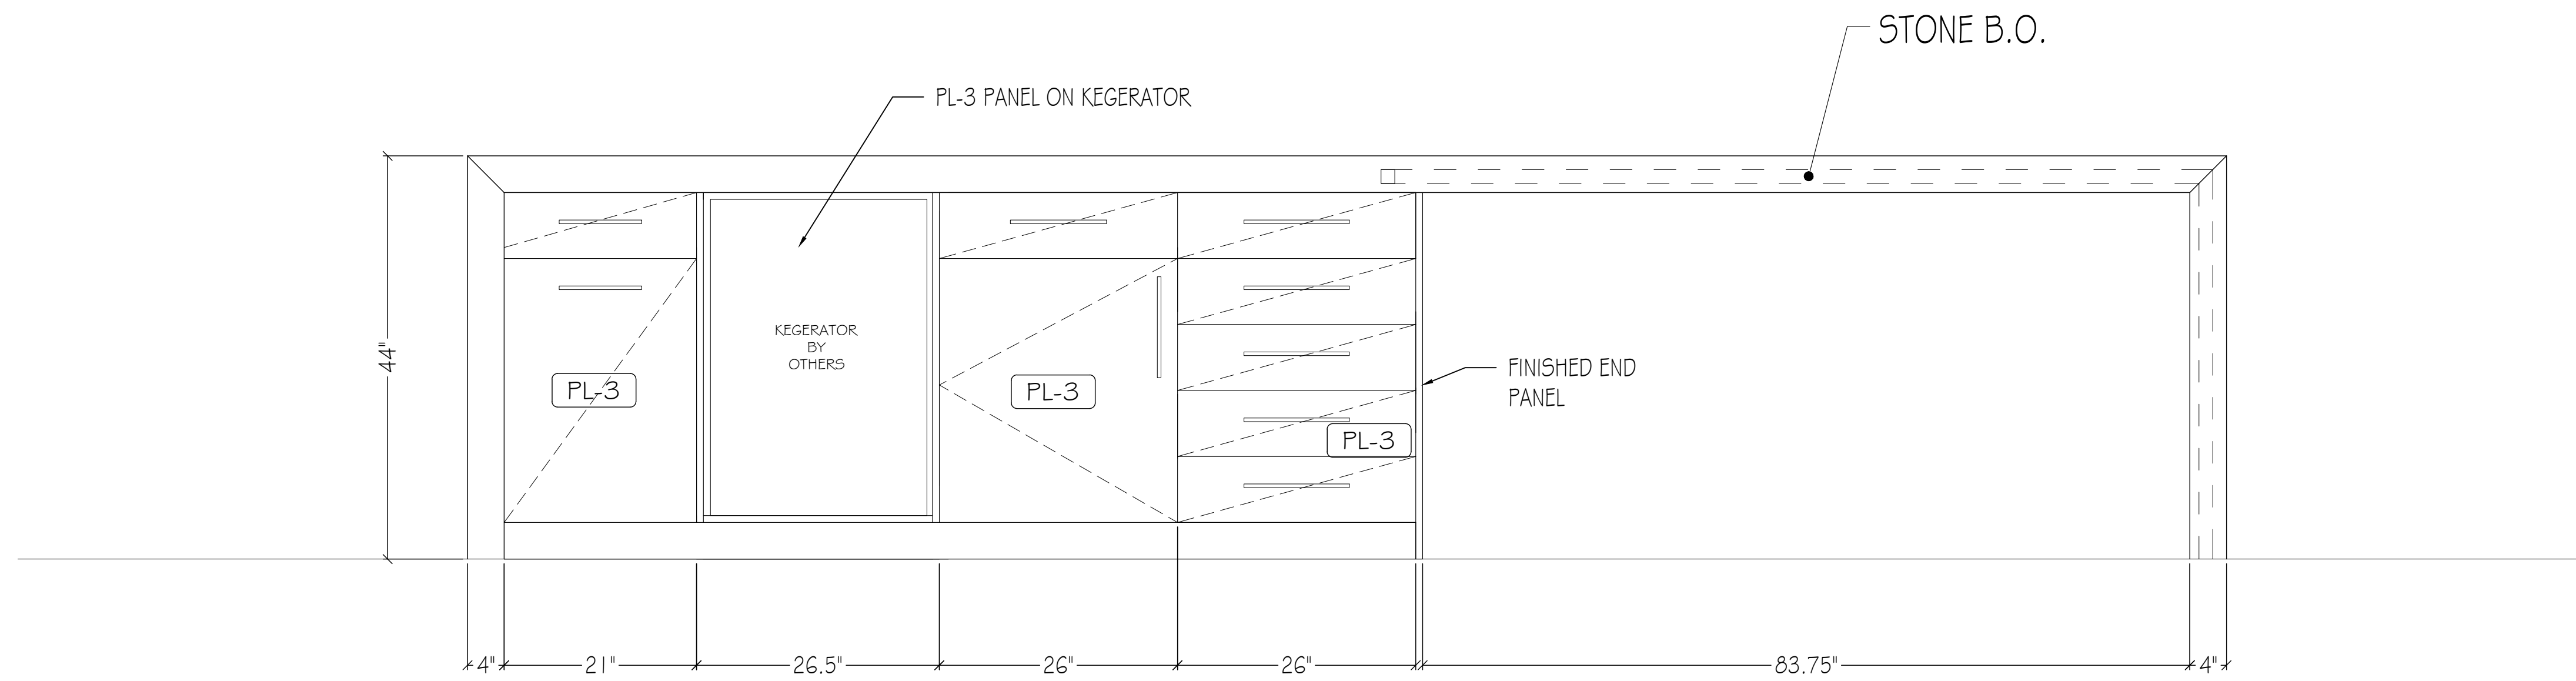 STONE B.O.
PL-3 PANEL ON KEGERATOR
KEGERATOR
BY
OTHERS
44"
PL-3
PL-3
PL-3
FINISHED END
PANEL
4" 21" 26.5" 26" 26" 83.75" 4"